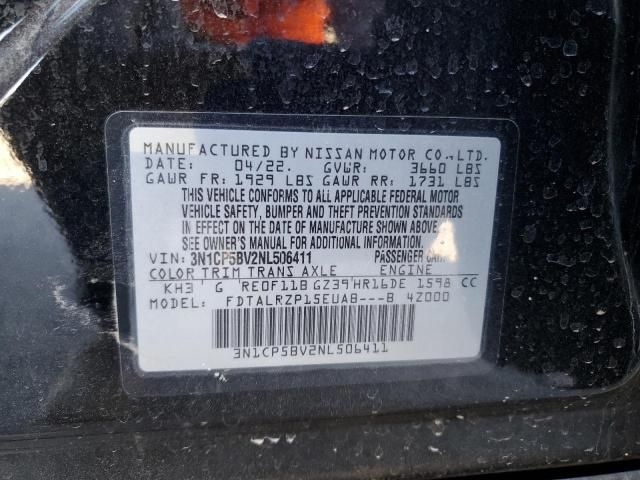 MANUFACTURED BY NISSAN MOTOR CO.,LTD.
DATE: 04/22. GVWR: 3660 LBS
GAWR FR: 1929 LBS GAWR RR: 1731 LBS
THIS VEHICLE CONFORMS TO ALL APPLICABLE FEDERAL MOTOR
VEHICLE SAFETY, BUMPER AND THEFT PREVENTION STANDARDS
IN EFFECT ON THE DATE OF MANUFACTURE SHOWN ABOVE.
SEE OWNER'S MANUAL FOR ADDITIONAL INFORMATION.
VIN: 3N1CP5BV2NL506411 PASSENGER CAR
COLOR TRIM TRANS AXLE ENGINE
KH3 G RE0F11B GZ39 HR16DE 1598 CC
MODEL FDTALRZP15EUAB---B 4Z000
3N1CP5BV2NL506411